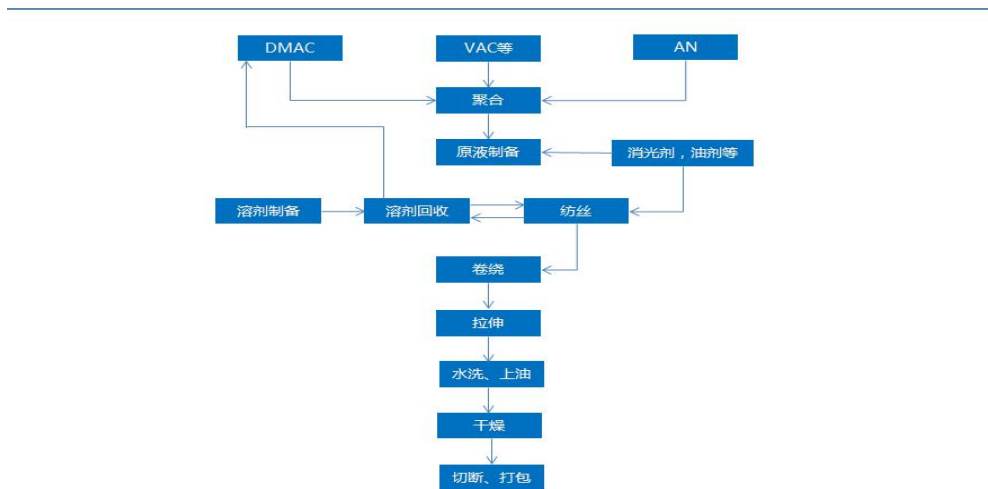 DMAC
VAC等
AN
聚合
原液制备
消光剂，油剂等
溶剂制备
溶剂回收
纺丝
卷绕
拉伸
水洗、上油
干燥
切断、打包